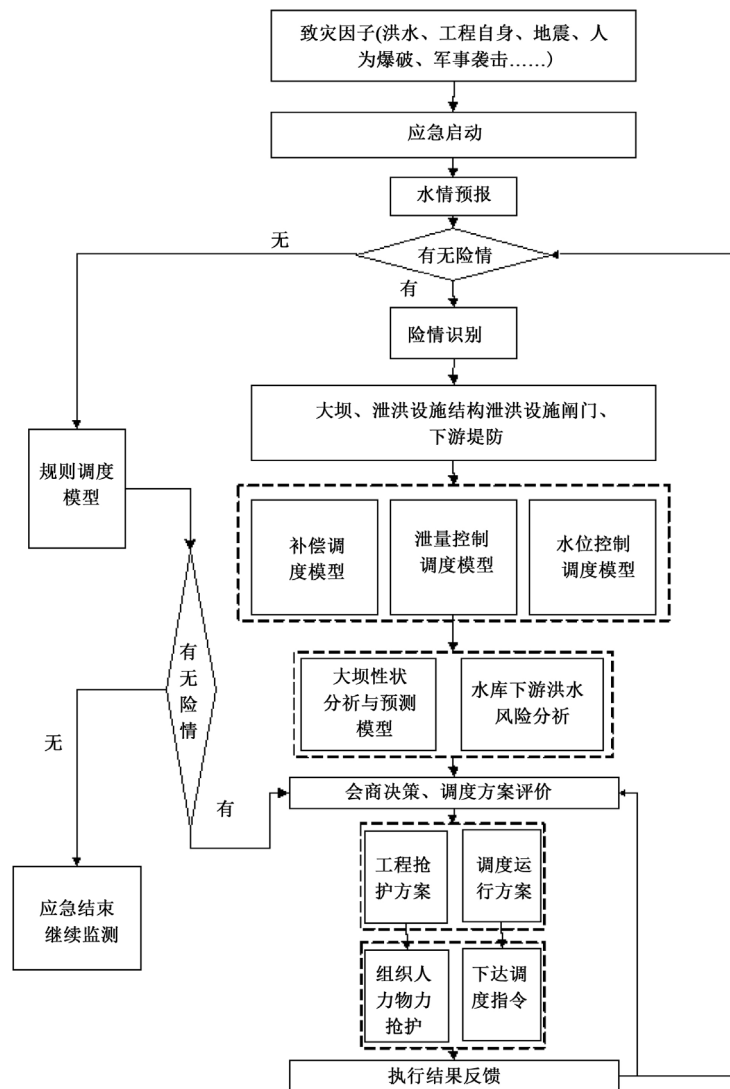 致灾因子(洪水、工程自身、地震、人
为爆破、军事袭击……)
应急启动
水情预报
无
有无险情
有
险情识别
大坝、泄洪设施结构泄洪设施闸门、
下游堤防
规则调度
模型
补偿调
度模型
泄量控制
调度模型
水位控制
调度模型
有
无
险
情
大坝性状
分析与预测
模型
水库下游洪水
风险分析
无
有
会商决策、调度方案评价
工程抢
护方案
调度运
行方案
应急结束
继续监测
组织人
力物力
抢护
下达调
度指令
执行结果反馈